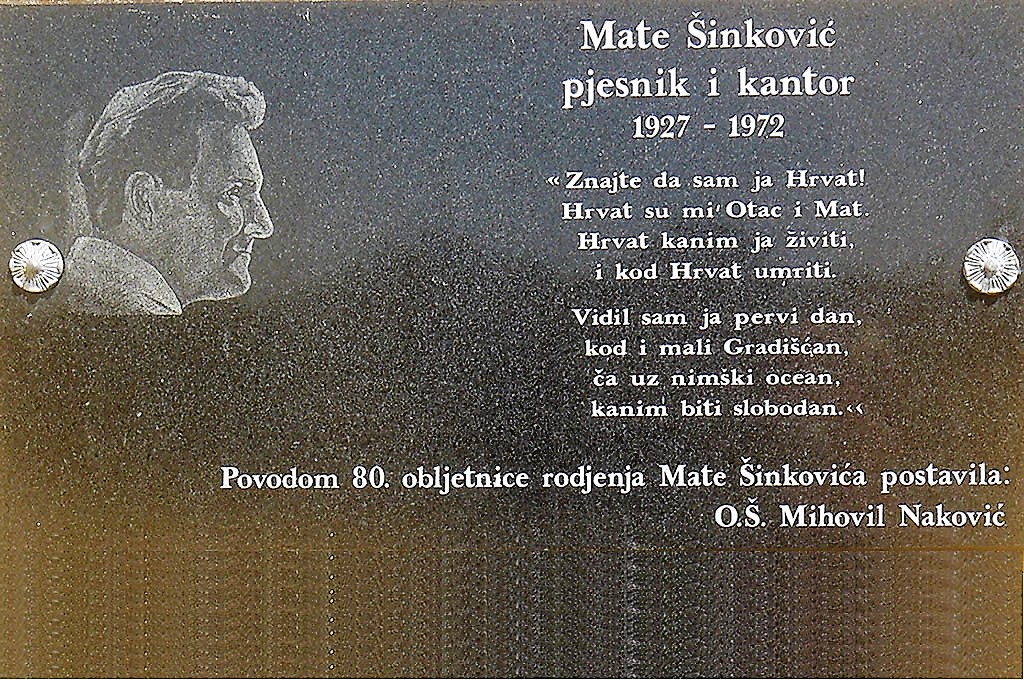 Mate Šinković
pjesnik i kantor
1927 - 1972
«Znajte da sam ja Hrvat!
Hrvat su mi'Otac i Mat.
Hrvat kanim ja živiti,
i kod Hrvat umriti.
Vidil sam ja pervi dan,
kod i mali Gradišćan,
ča uz nimški ocean,
kanim biti slobodan.‹‹
Povodom 80. obljetnice rodjenja Mate Šinkovića postavila:
O.Š. Mihovil Naković